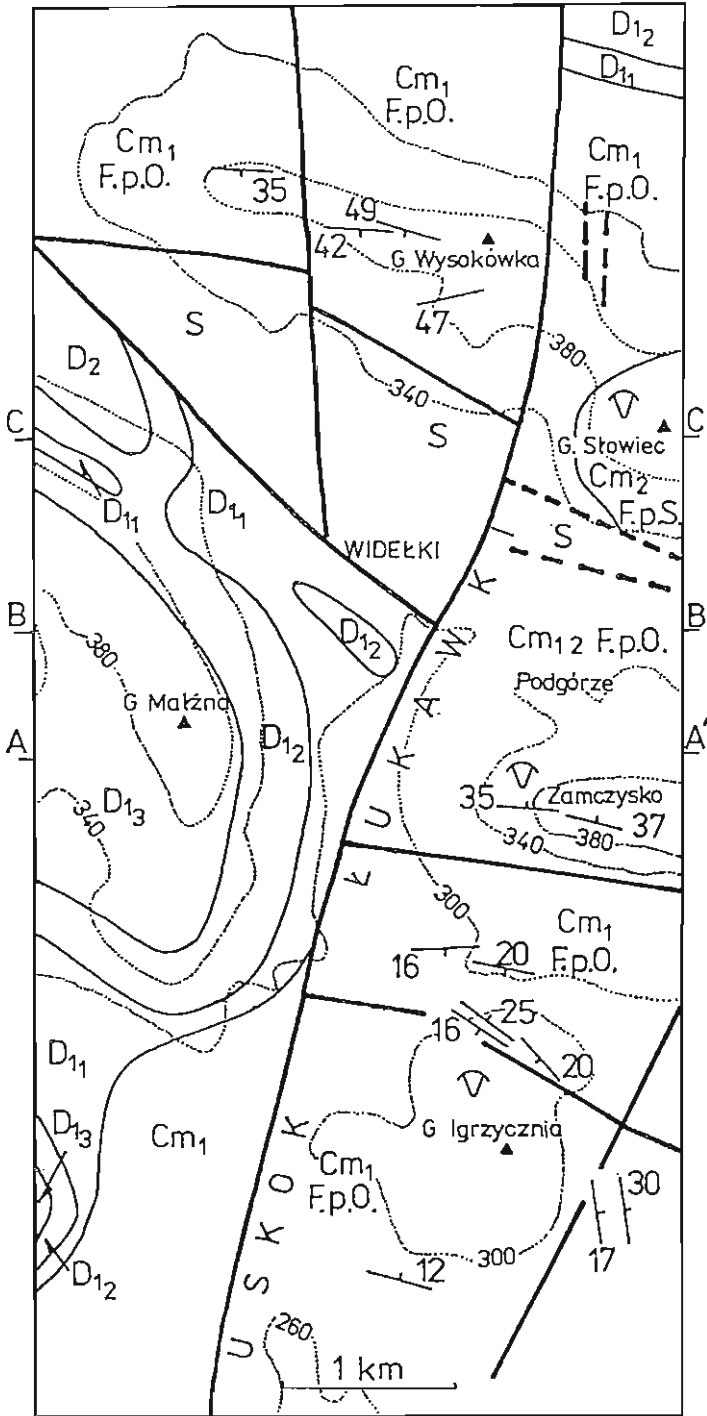 D₁₂
D₁₁
Cm₁
F.p.O.
Cm₁
F.p.O.
Cm₁
F.p.O.
35
49
42
G. Wysokówka
47
380
S
D₂
340
S
C
C
G. Słowiec
Cm₂
F.p.S.
D₁₁
D₁₁
S
WIDEŁKI
B
B
D₁₂
Cm₁₂ F.p.O.
380
Podgórze
G. Małżna
A
A'
D₁₂
35
Zamczysko
D₁₃
37
340
380
340
300
Cm₁
F.p.O.
16
20
25
16
20
D₁₁
D₁₃
Cm₁
G. Igrzycznia
Cm₁
F.p.O.
30
17
300
12
D₁₂
260
1 km
USKOK ŁUKAWKI